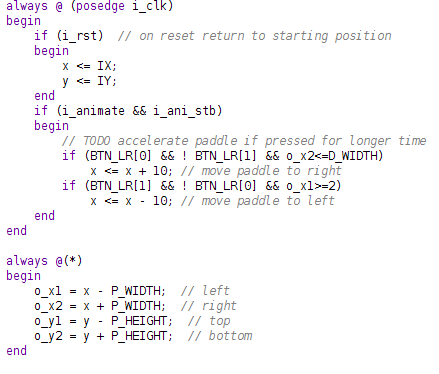 always @ (posedge i_clk)
begin
    if (i_rst)  // on reset return to starting position
    begin
        x <= IX;
        y <= IY;
    end
    if (i_animate && i_ani_stb)
    begin
        // TODO accelerate paddle if pressed for longer time
        if (BTN_LR[0] && ! BTN_LR[1] && o_x2<=D_WIDTH)
            x <= x + 10; // move paddle to right
        if (BTN_LR[1] && ! BTN_LR[0] && o_x1>=2)
            x <= x - 10; // move paddle to left
    end
end

always @(*)
begin
    o_x1 = x - P_WIDTH;  // left
    o_x2 = x + P_WIDTH;  // right
    o_y1 = y - P_HEIGHT;  // top
    o_y2 = y + P_HEIGHT;  // bottom
end